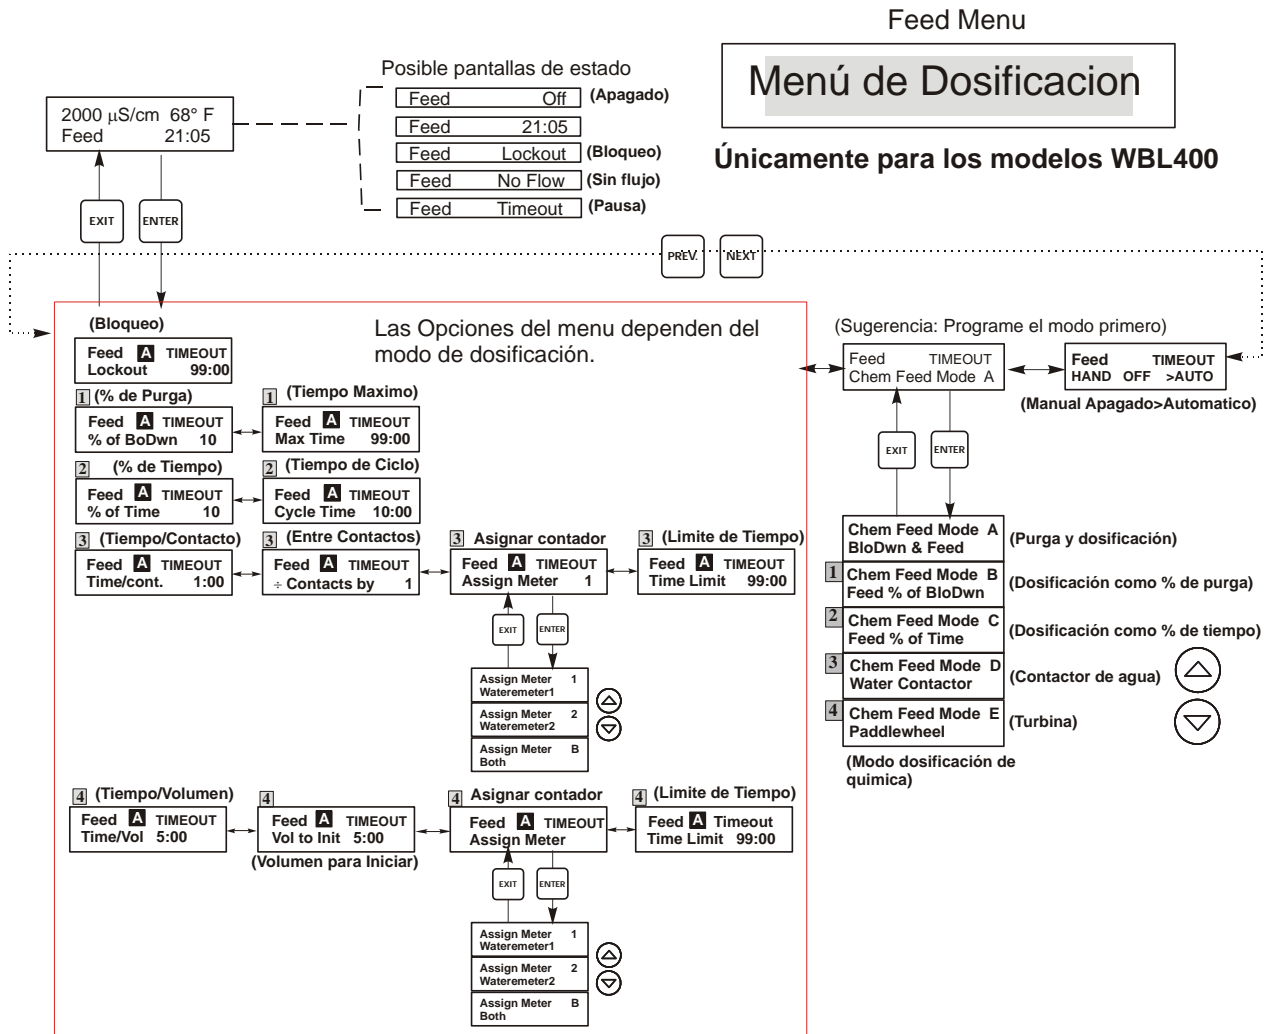 Feed Menu
Menú de Dosificacion
Únicamente para los modelos WBL400
Posible pantallas de estado
2000 µS/cm 68° F
Feed 21:05
Feed Off (Apagado)
Feed 21:05
Feed Lockout (Bloqueo)
Feed No Flow (Sin flujo)
Feed Timeout (Pausa)
EXIT ENTER
PREV. NEXT
(Bloqueo)
Feed A TIMEOUT
Lockout 99:00
Las Opciones del menu dependen del
modo de dosificación.
1 (% de Purga)
Feed A TIMEOUT
% of BoDwn 10
1 (Tiempo Maximo)
Feed A TIMEOUT
Max Time 99:00
2 (% de Tiempo)
Feed A TIMEOUT
% of Time 10
2 (Tiempo de Ciclo)
Feed A TIMEOUT
Cycle Time 10:00
3 (Tiempo/Contacto)
Feed A TIMEOUT
Time/cont. 1:00
3 (Entre Contactos)
Feed A TIMEOUT
÷ Contacts by 1
3 Asignar contador
Feed A TIMEOUT
Assign Meter 1
3 (Limite de Tiempo)
Feed A TIMEOUT
Time Limit 99:00
EXIT ENTER
Assign Meter 1
Wateremeter1
Assign Meter 2
Wateremeter2
Assign Meter B
Both
4 (Tiempo/Volumen)
Feed A TIMEOUT
Time/Vol 5:00
4
Feed A TIMEOUT
Vol to Init 5:00
(Volumen para Iniciar)
4 Asignar contador
Feed A TIMEOUT
Assign Meter
4 (Limite de Tiempo)
Feed A Timeout
Time Limit 99:00
EXIT ENTER
Assign Meter 1
Wateremeter1
Assign Meter 2
Wateremeter2
Assign Meter B
Both
(Sugerencia: Programe el modo primero)
Feed TIMEOUT
Chem Feed Mode A
Feed TIMEOUT
HAND OFF >AUTO
(Manual Apagado>Automatico)
EXIT ENTER
Chem Feed Mode A
BloDwn & Feed
(Purga y dosificación)
1 Chem Feed Mode B
Feed % of BloDwn
(Dosificación como % de purga)
2 Chem Feed Mode C
Feed % of Time
(Dosificación como % de tiempo)
3 Chem Feed Mode D
Water Contactor
(Contactor de agua)
4 Chem Feed Mode E
Paddlewheel
(Turbina)
(Modo dosificación de
quimica)